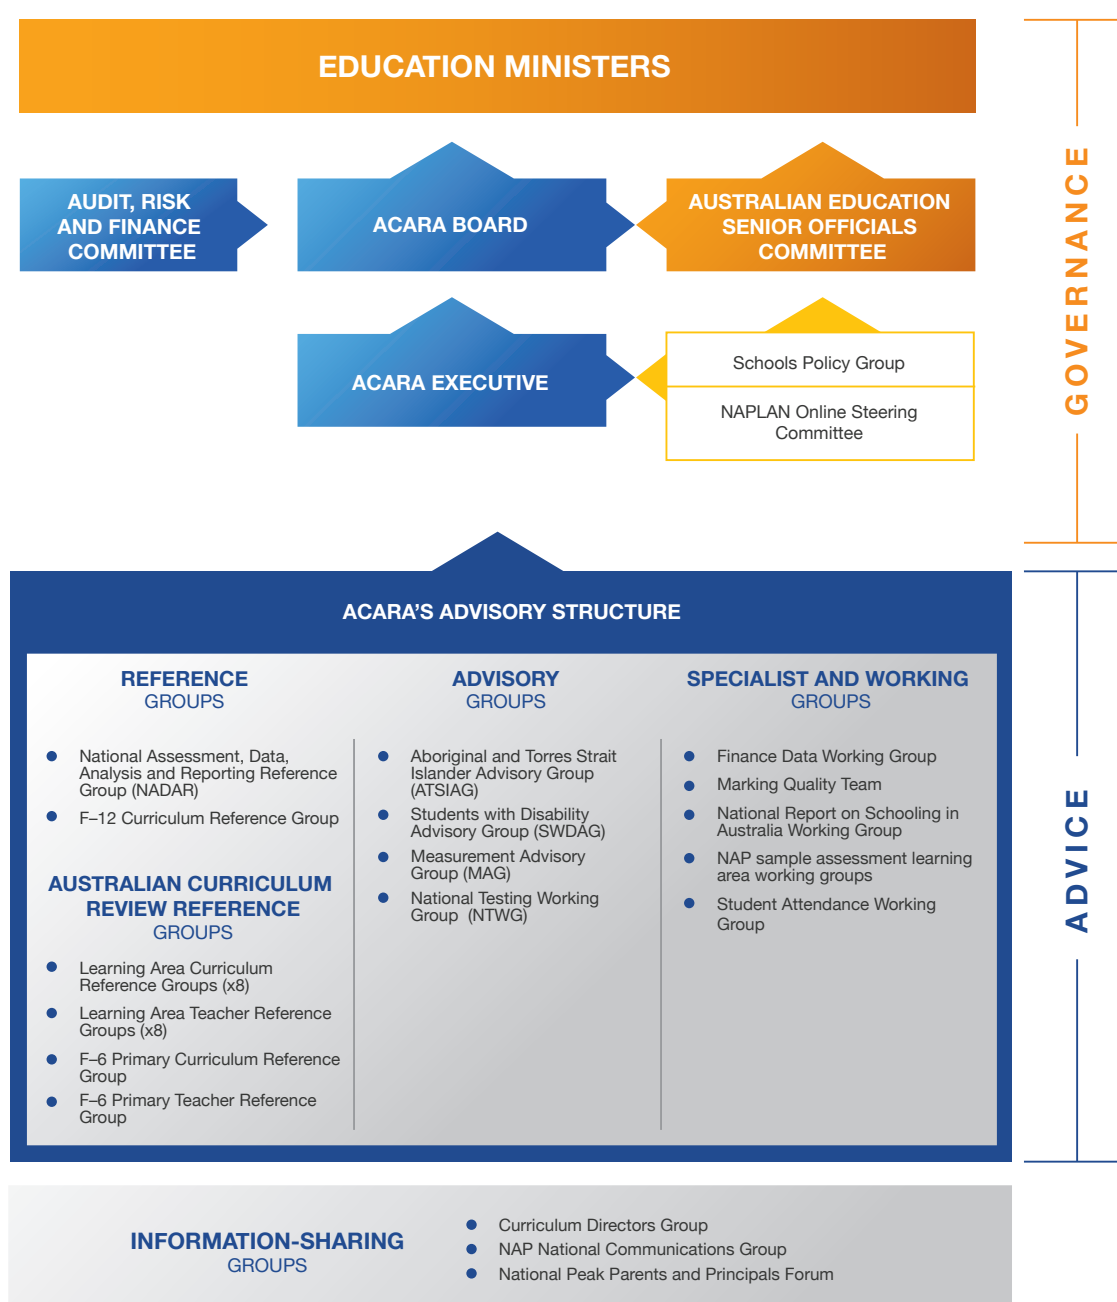 EDUCATION MINISTERS
AUDIT, RISK
AND FINANCE
COMMITTEE
ACARA BOARD
AUSTRALIAN EDUCATION
SENIOR OFFICIALS
COMMITTEE
ACARA EXECUTIVE
Schools Policy Group
NAPLAN Online Steering
Committee
GOVERNANCE
ACARA’S ADVISORY STRUCTURE
REFERENCE
GROUPS
National Assessment, Data,
Analysis and Reporting Reference
Group (NADAR)
F–12 Curriculum Reference Group
AUSTRALIAN CURRICULUM
REVIEW REFERENCE
GROUPS
Learning Area Curriculum
Reference Groups (x8)
Learning Area Teacher Reference
Groups (x8)
F–6 Primary Curriculum Reference
Group
F–6 Primary Teacher Reference
Group
ADVISORY
GROUPS
Aboriginal and Torres Strait
Islander Advisory Group
(ATSIAG)
Students with Disability
Advisory Group (SWDAG)
Measurement Advisory
Group (MAG)
National Testing Working
Group (NTWG)
SPECIALIST AND WORKING
GROUPS
Finance Data Working Group
Marking Quality Team
National Report on Schooling in
Australia Working Group
NAP sample assessment learning
area working groups
Student Attendance Working
Group
ADVICE
INFORMATION-SHARING
GROUPS
Curriculum Directors Group
NAP National Communications Group
National Peak Parents and Principals Forum